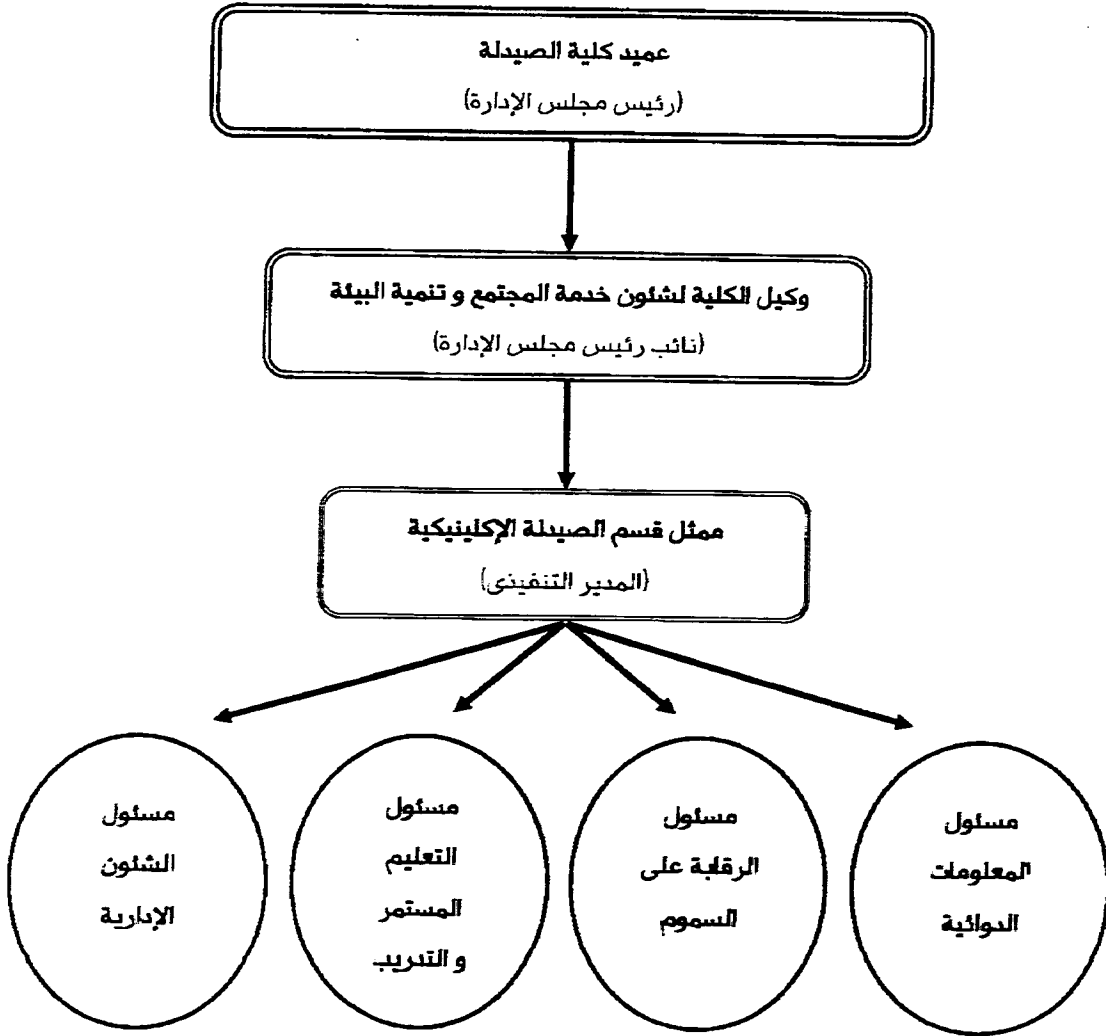 عميد كلية الصيدلة
(رئيس مجلس الإدارة)
وكيل الكلية لشئون خدمة المجتمع و تنمية البيئة
(نائب رئيس مجلس الإدارة)
ممثل قسم الصيدلة الإكلينيكية
(المدير التنفيذى)
مسئول
المعلومات
الدوائية
مسئول
الرقابة على
السموم
مسئول
التعليم
المستمر
و التدريب
مسئول
الشئون
الإدارية